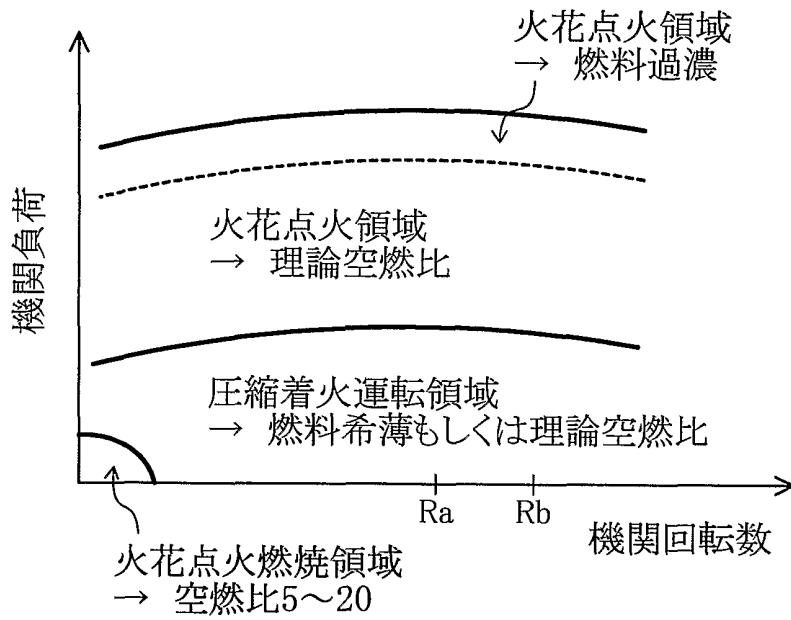 火花点火領域
→ 燃料過濃
機関負荷
火花点火領域
→ 理論空燃比
圧縮着火運転領域
→ 燃料希薄もしくは理論空燃比
Ra
Rb
機関回転数
火花点火燃焼領域
→ 空燃比5〜20